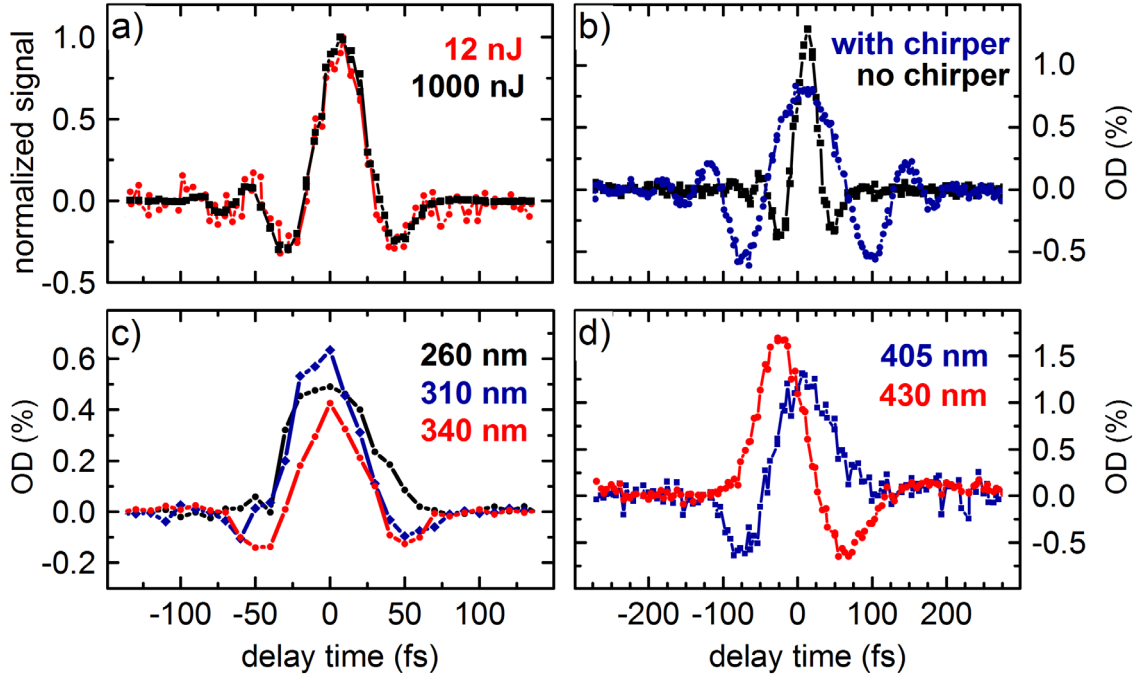 a)
12 nJ
1000 nJ
normalized signal
1.0
0.5
0.0
-0.5
b)
with chirper
no chirper
OD (%)
1.0
0.5
0.0
-0.5
c)
260 nm
310 nm
340 nm
OD (%)
0.6
0.4
0.2
0.0
-0.2
-100 -50 0 50 100
delay time (fs)
d)
405 nm
430 nm
OD (%)
1.5
1.0
0.5
0.0
-0.5
-200 -100 0 100 200
delay time (fs)